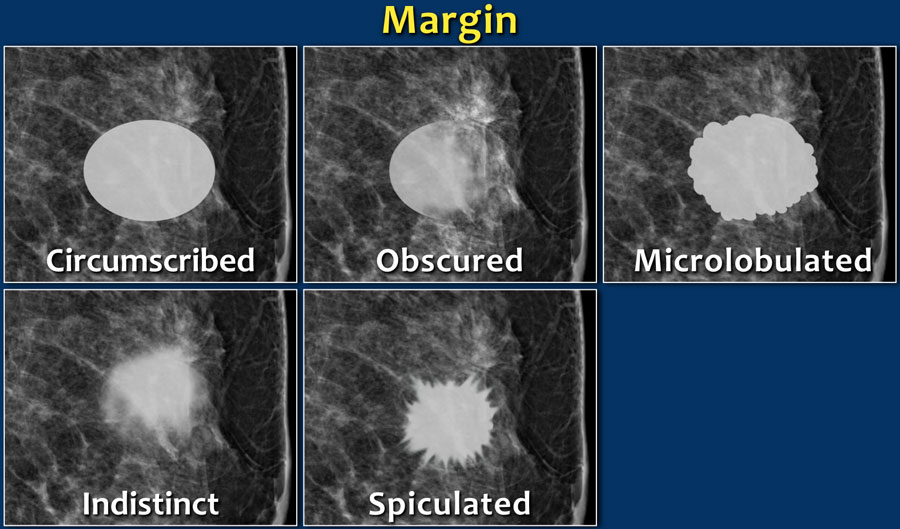 Margin
Circumscribed
Obscured
Microlobulated
Indistinct
Spiculated